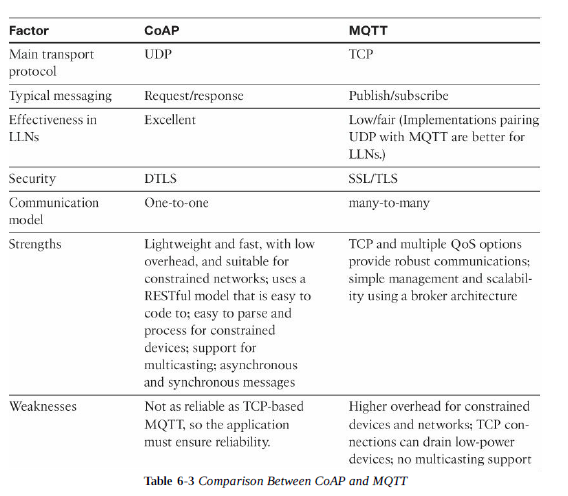 Factor CoAP MQTT
Main transport protocol UDP TCP
Typical messaging Request/response Publish/subscribe
Effectiveness in LLNs Excellent Low/fair (Implementations pairing
UDP with MQTT are better for
LLNs.)
Security DTLS SSL/TLS
Communication model One-to-one many-to-many
Strengths
Lightweight and fast, with low
overhead, and suitable for
constrained networks; uses a
RESTful model that is easy to
code to; easy to parse and
process for constrained
devices; support for
multicasting; asynchronous
and synchronous messages
TCP and multiple QoS options
provide robust communications;
simple management and scalabil-
ity using a broker architecture
Weaknesses
Not as reliable as TCP-based
MQTT, so the application
must ensure reliability.
Higher overhead for constrained
devices and networks; TCP con-
nections can drain low-power
devices; no multicasting support
Table 6-3 Comparison Between CoAP and MQTT